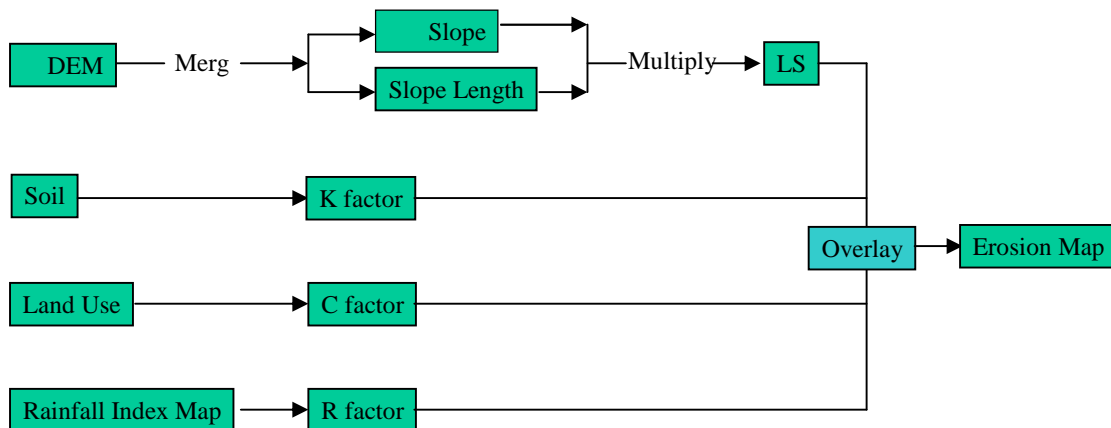 Slope
DEM
Merg
Multiply
LS
Slope Length
Soil
K factor
Overlay
Erosion Map
Land Use
C factor
Rainfall Index Map
R factor